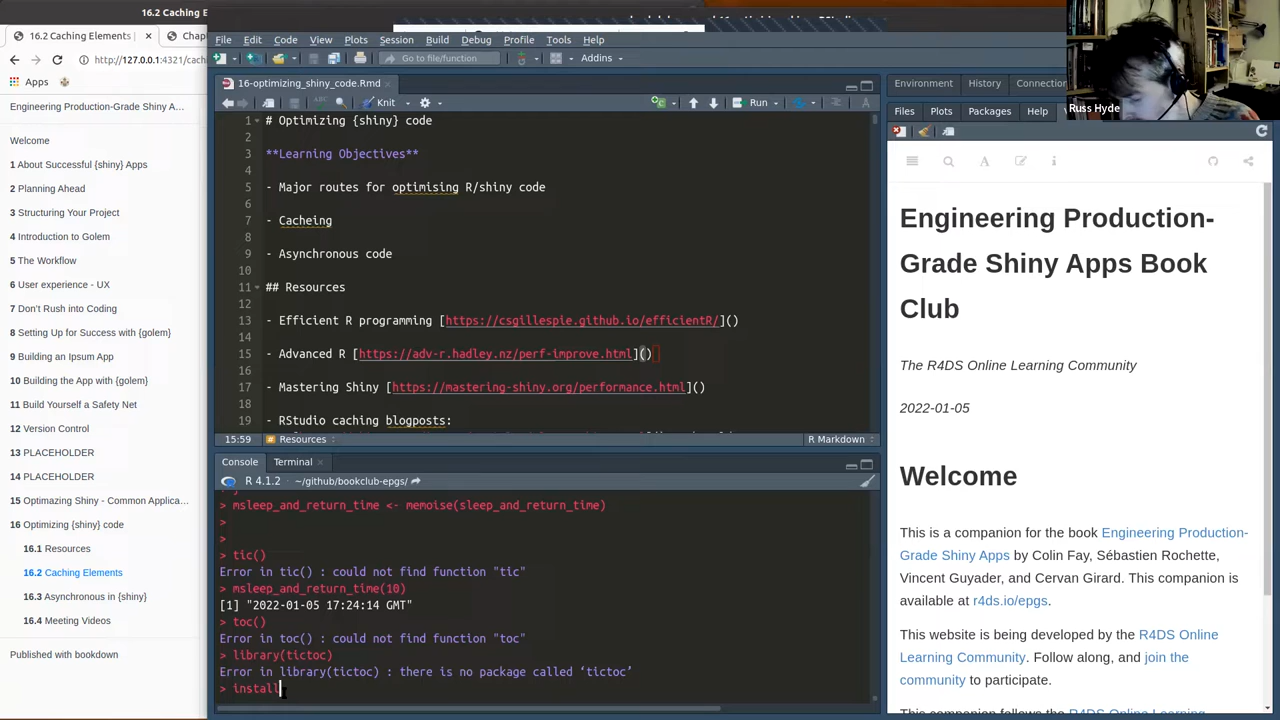 16.2 Caching Ele
16.2 Caching Elements |
Chap
http://127.0.0.1:4321/cach
Apps
Engineering Production-Grade Shiny A…
Welcome
1 About Successful {shiny} Apps
2 Planning Ahead
3 Structuring Your Project
4 Introduction to Golem
5 The Workflow
6 User experience - UX
7 Don't Rush into Coding
8 Setting Up for Success with {golem}
9 Building an Ipsum App
10 Building the App with {golem}
11 Build Yourself a Safety Net
12 Version Control
13 PLACEHOLDER
14 PLACEHOLDER
15 Optimazing Shiny - Common Applica…
16 Optimizing {shiny} code
16.1 Resources
16.2 Caching Elements
16.3 Asynchronous in {shiny}
16.4 Meeting Videos
Published with bookdown
File Edit Code View Plots Session Build Debug Profile Tools Help
Go to file/function
Addins
16-optimizing_shiny_code.Rmd
ABC
Knit
Run
1 # Optimizing {shiny} code
2
3 **Learning Objectives**
4
5 - Major routes for optimising R/shiny code
6
7 - Cacheing
8
9 - Asynchronous code
10
11 ## Resources
12
13 - Efficient R programming [https://csgillespie.github.io/efficientR/]()
14
15 - Advanced R [https://adv-r.hadley.nz/perf-improve.html]()
16
17 - Mastering Shiny [https://mastering-shiny.org/performance.html]()
18
19 - RStudio caching blogposts:
15:59
Resources
R Markdown
Console
Terminal
R 4.1.2 · ~/github/bookclub-epgs/
> msleep_and_return_time <- memoise(sleep_and_return_time)
>
>
> tic()
Error in tic() : could not find function "tic"
> msleep_and_return_time(10)
[1] "2022-01-05 17:24:14 GMT"
> toc()
Error in toc() : could not find function "toc"
> library(tictoc)
Error in library(tictoc) : there is no package called ‘tictoc’
> install
Russ Hyde
Environment History Connection
Files Plots Packages Help
Engineering Production-
Grade Shiny Apps Book
Club
The R4DS Online Learning Community
2022-01-05
Welcome
This is a companion for the book Engineering Production-
Grade Shiny Apps by Colin Fay, Sébastien Rochette,
Vincent Guyader, and Cervan Girard. This companion is
available at r4ds.io/epgs.
This website is being developed by the R4DS Online
Learning Community. Follow along, and join the
community to participate.
This companion follows the R4DS Online Learning